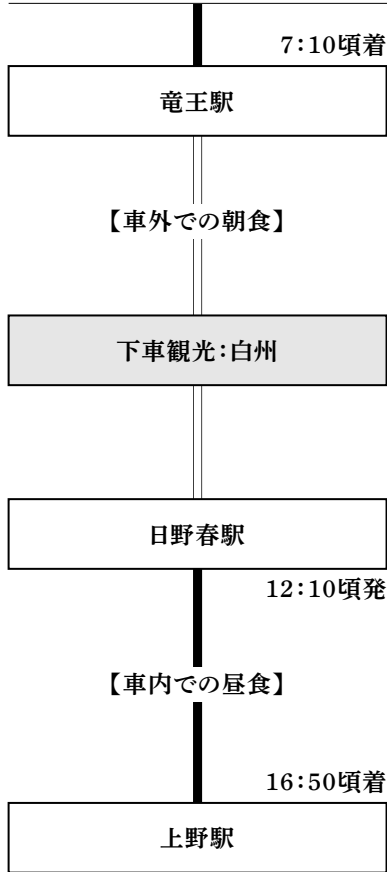 7:10頃着
竜王駅
【車外での朝食】
下車観光:白州
日野春駅
12:10頃発
【車内での昼食】
16:50頃着
上野駅